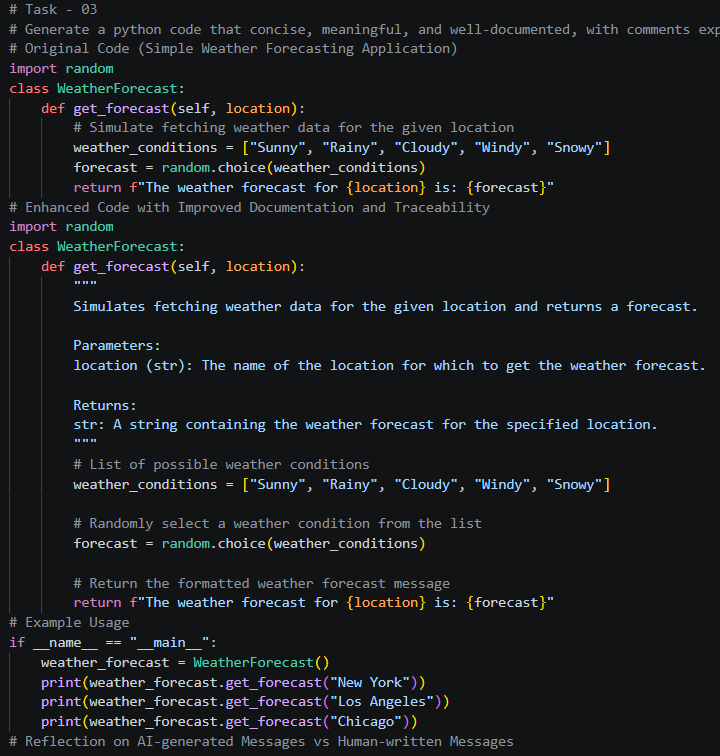 # Task - 03
# Generate a python code that concise, meaningful, and well-documented, with comments
# Original Code (Simple Weather Forecasting Application)
import random
class WeatherForecast:
    def get_forecast(self, location):
        # Simulate fetching weather data for the given location
        weather_conditions = ["Sunny", "Rainy", "Cloudy", "Windy", "Snowy"]
        forecast = random.choice(weather_conditions)
        return f"The weather forecast for {location} is: {forecast}"
# Enhanced Code with Improved Documentation and Traceability
import random
class WeatherForecast:
    def get_forecast(self, location):
        """
        Simulates fetching weather data for the given location and returns a forecast.
        Parameters:
        location (str): The name of the location for which to get the weather forecast.
        Returns:
        str: A string containing the weather forecast for the specified location.
        """
        # List of possible weather conditions
        weather_conditions = ["Sunny", "Rainy", "Cloudy", "Windy", "Snowy"]
        # Randomly select a weather condition from the list
        forecast = random.choice(weather_conditions)
        # Return the formatted weather forecast message
        return f"The weather forecast for {location} is: {forecast}"
# Example Usage
if __name__ == "__main__":
    weather_forecast = WeatherForecast()
    print(weather_forecast.get_forecast("New York"))
    print(weather_forecast.get_forecast("Los Angeles"))
    print(weather_forecast.get_forecast("Chicago"))
# Reflection on AI-generated Messages vs Human-written Messages